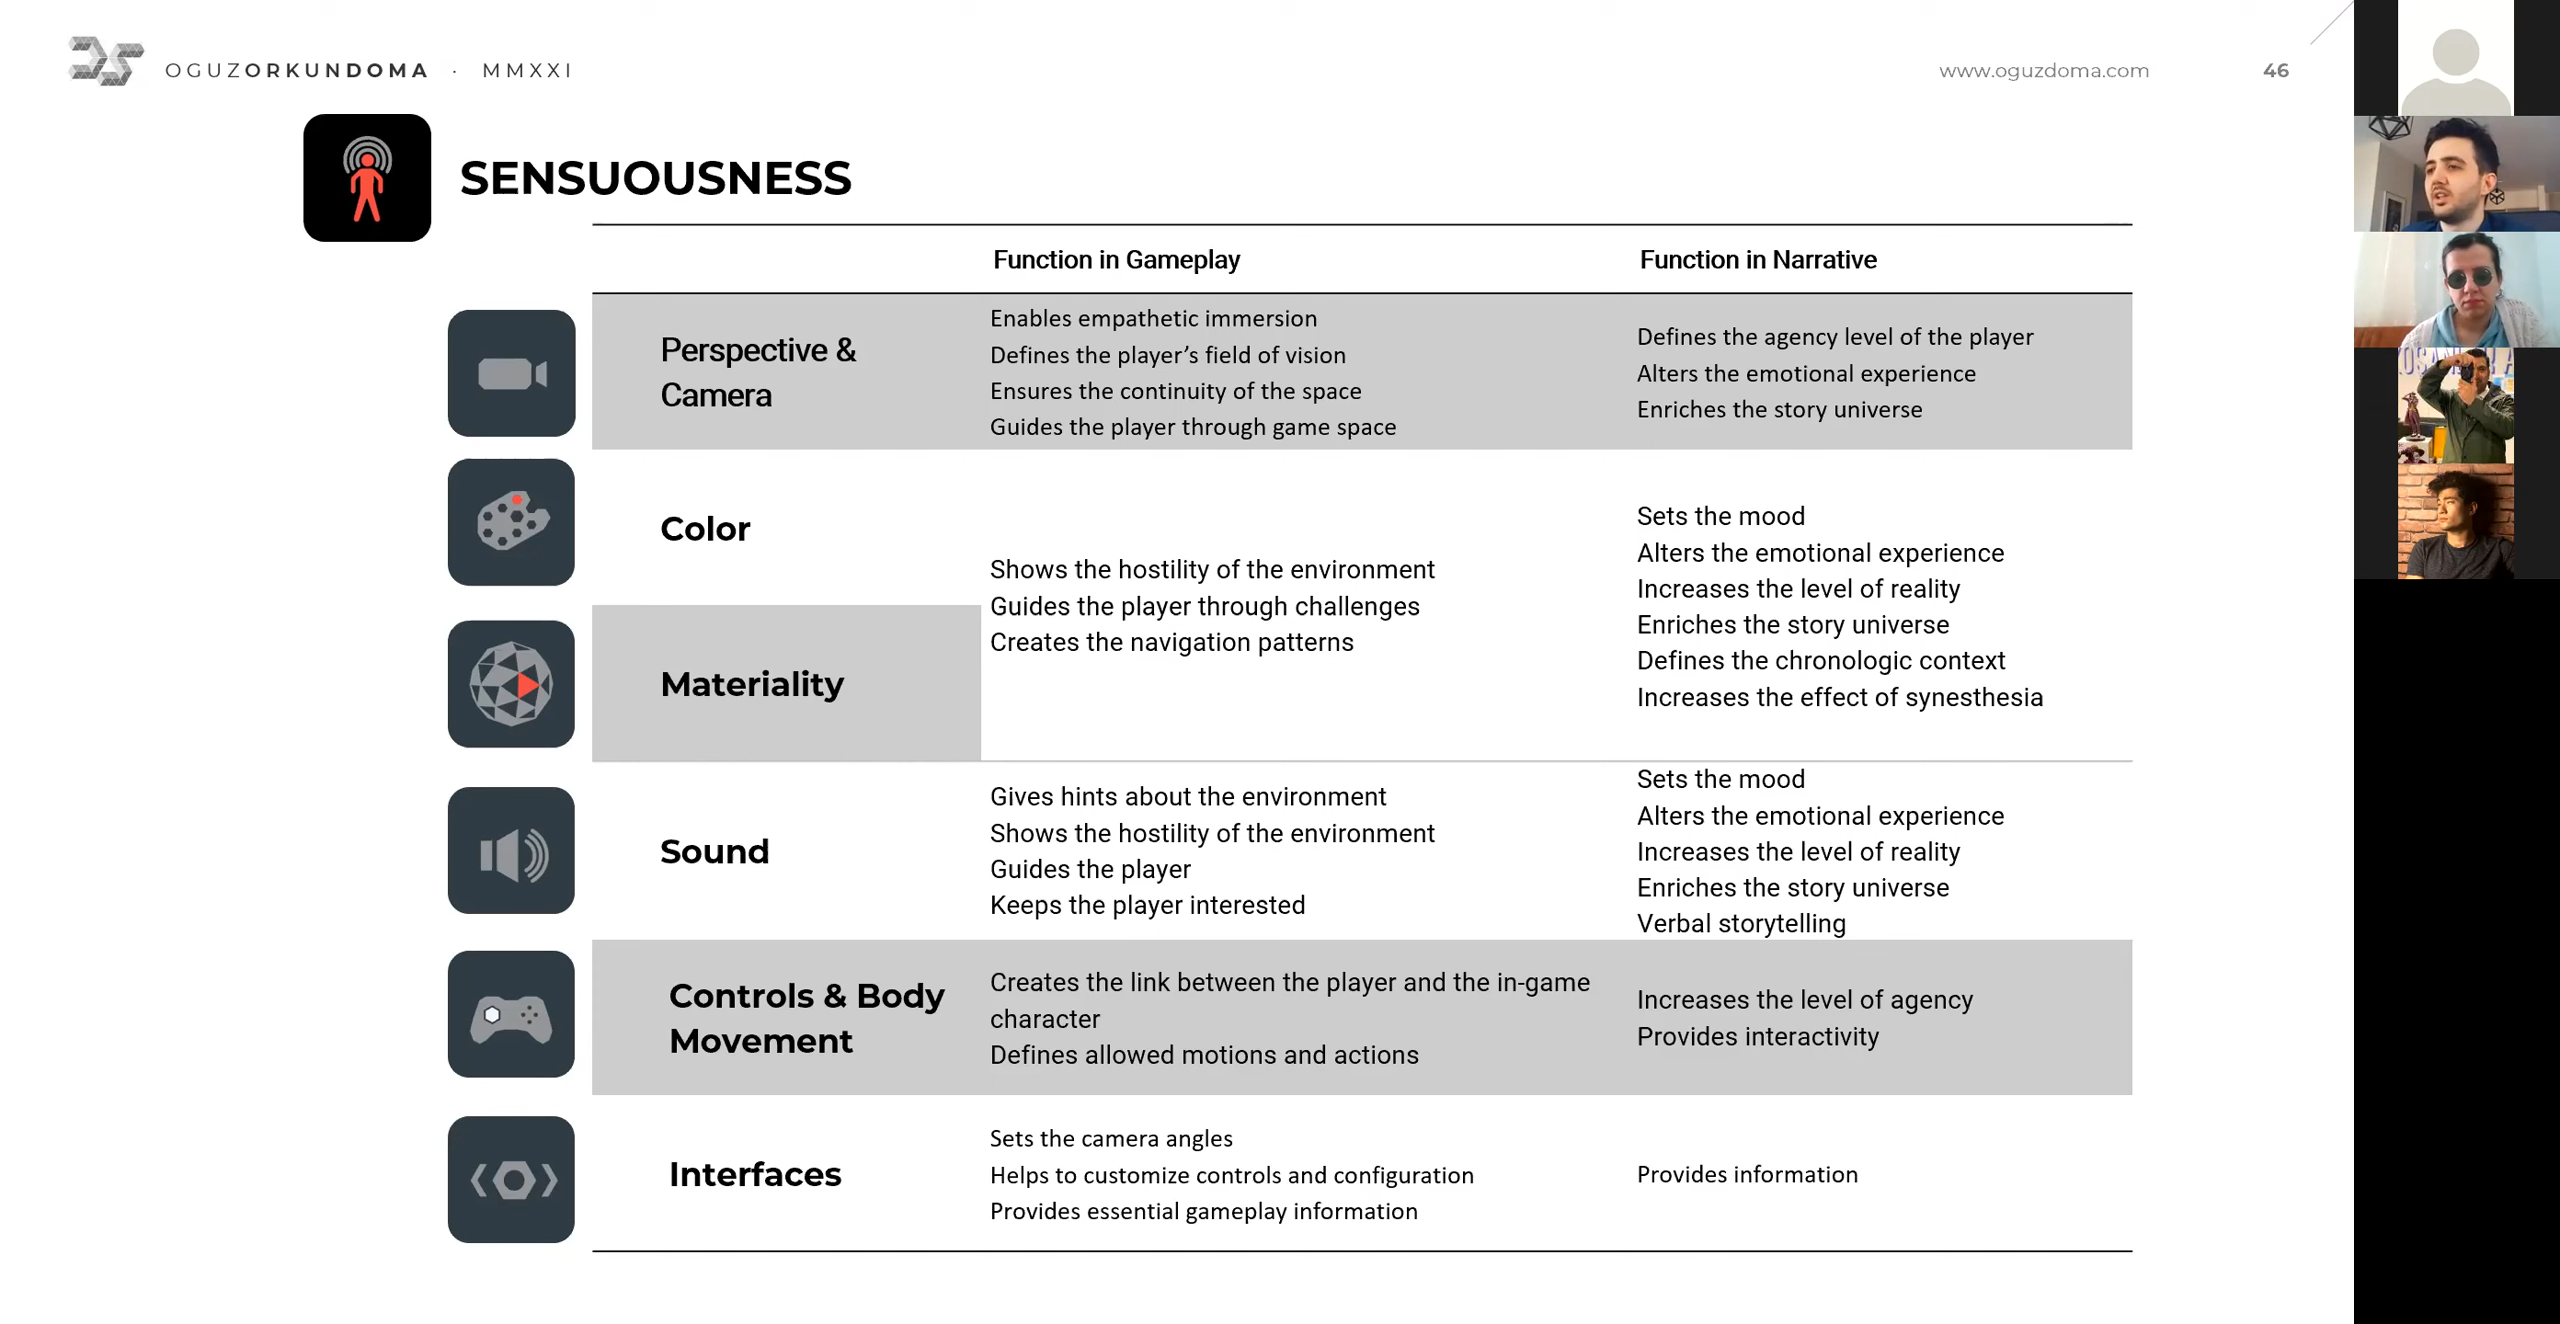 OGUZORKUNDOMA · MMXXI
www.oguzdoma.com
46
SENSUOUSNESS
Function in Gameplay
Function in Narrative
Perspective &
Camera
Enables empathetic immersion
Defines the player’s field of vision
Ensures the continuity of the space
Guides the player through game space
Defines the agency level of the player
Alters the emotional experience
Enriches the story universe
Color
Materiality
Shows the hostility of the environment
Guides the player through challenges
Creates the navigation patterns
Sets the mood
Alters the emotional experience
Increases the level of reality
Enriches the story universe
Defines the chronologic context
Increases the effect of synesthesia
Sound
Gives hints about the environment
Shows the hostility of the environment
Guides the player
Keeps the player interested
Sets the mood
Alters the emotional experience
Increases the level of reality
Enriches the story universe
Verbal storytelling
Controls & Body
Movement
Creates the link between the player and the in-game
character
Defines allowed motions and actions
Increases the level of agency
Provides interactivity
Interfaces
Sets the camera angles
Helps to customize controls and configuration
Provides essential gameplay information
Provides information